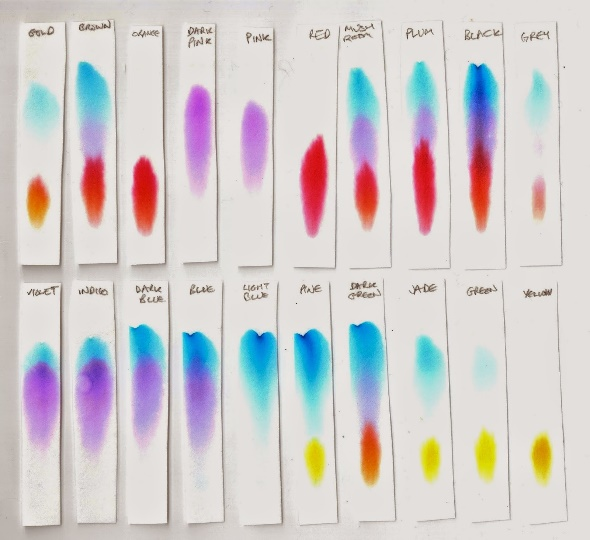 GOLD
BROWN
ORANGE
DARK
PINK
PINK
RED
MUSH
ROOM
PLUM
BLACK
GREY
VIOLET
INDIGO
DARK
BLUE
BLUE
LIGHT
BLUE
PINE
DARK
GREEN
JADE
GREEN
YELLOW